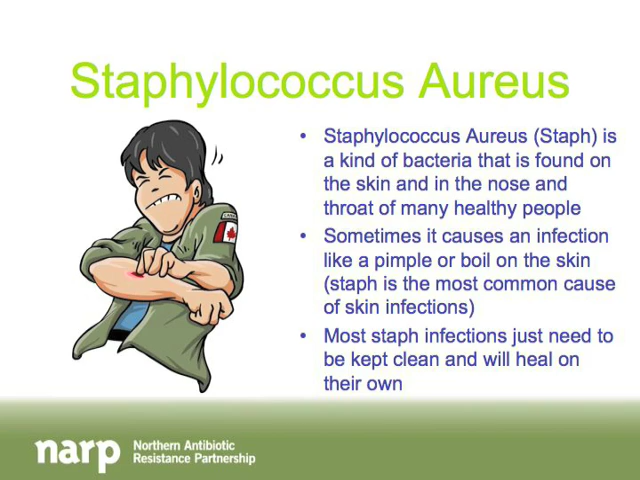 Staphylococcus Aureus
• Staphylococcus Aureus (Staph) is
a kind of bacteria that is found on
the skin and in the nose and
throat of many healthy people
• Sometimes it causes an infection
like a pimple or boil on the skin
(staph is the most common cause
of skin infections)
• Most staph infections just need to
be kept clean and will heal on
their own
CANADA
narp
Northern Antibiotic
Resistance Partnership